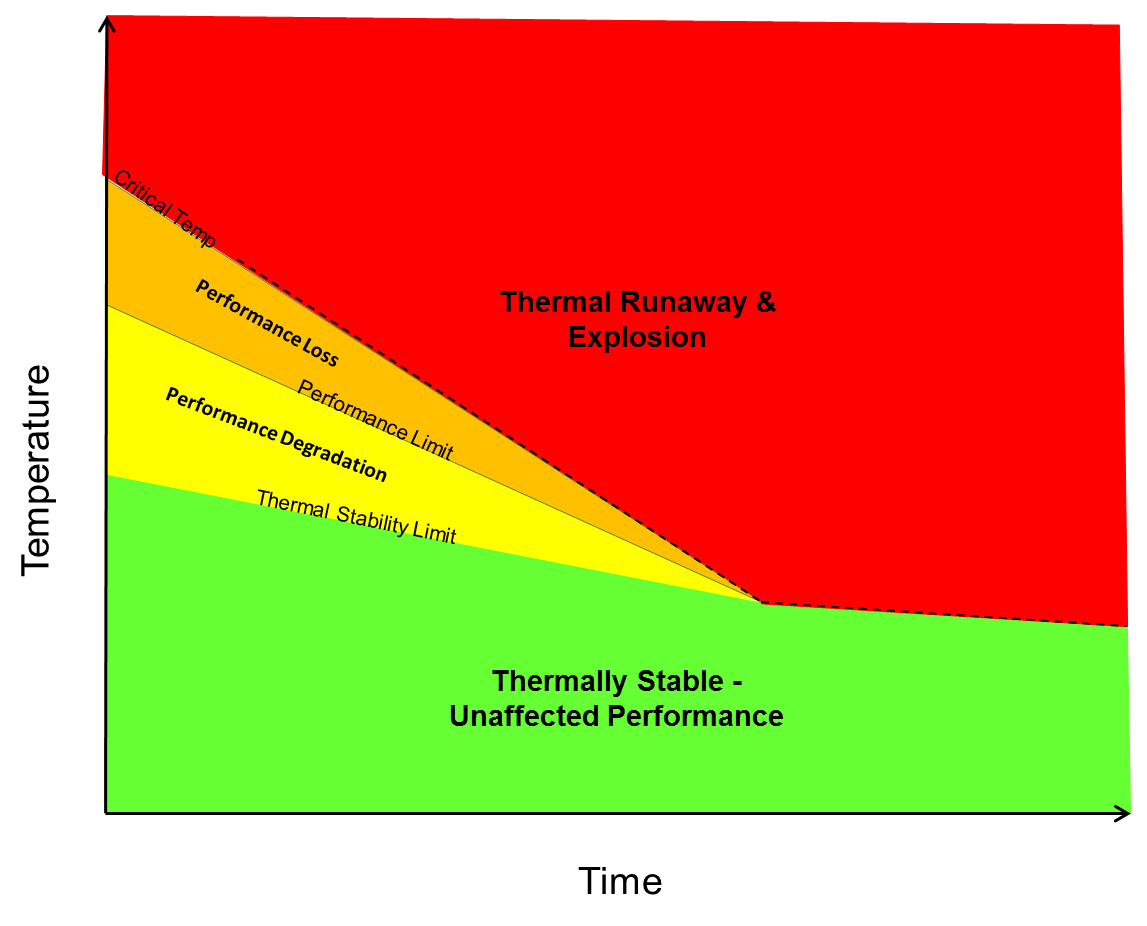 Critical Temp
Performance Loss
Thermal Runaway &
Explosion
Performance Limit
Performance Degradation
Thermal Stability Limit
Temperature
Thermally Stable -
Unaffected Performance
Time